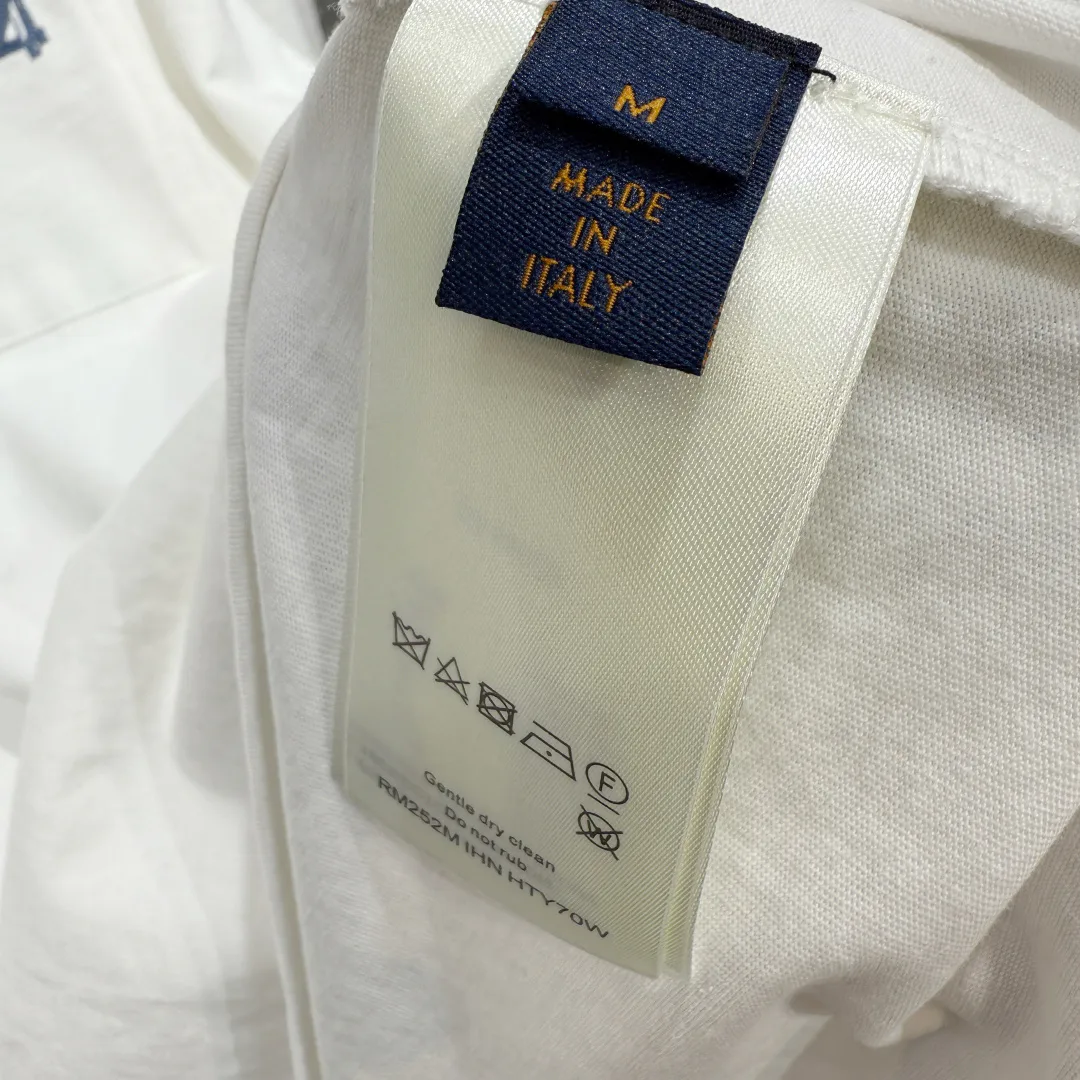 M
MADE
IN
ITALY
F
W
Gentle dry clean
Do not rub
RM252M IHN HTY70W